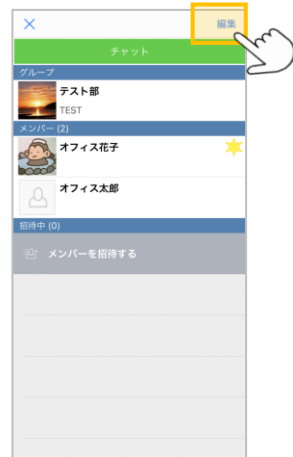 編集
チャット
グループ
テスト部
TEST
メンバー (2)
オフィス花子
オフィス太郎
招待中 (0)
メンバーを招待する